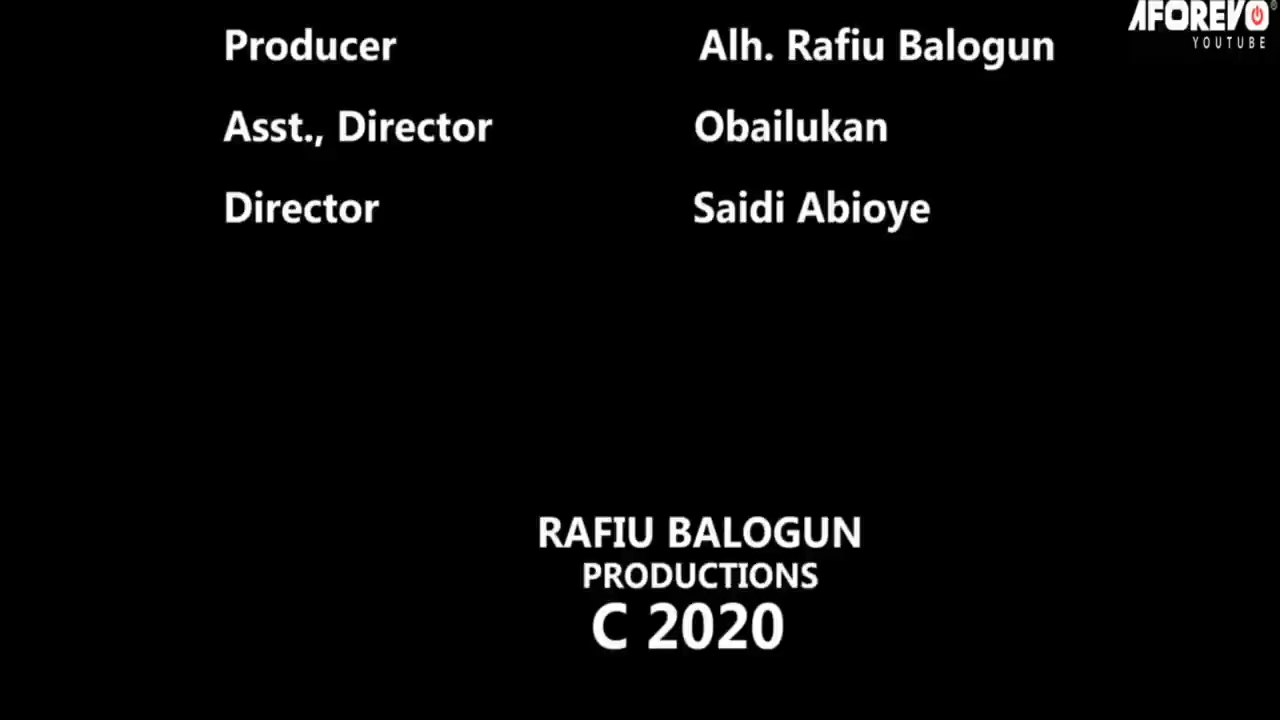 AFOREVO®
YOUTUBE
Producer Alh. Rafiu Balogun
Asst., Director Obailukan
Director Saidi Abioye
RAFIU BALOGUN
PRODUCTIONS
C 2020